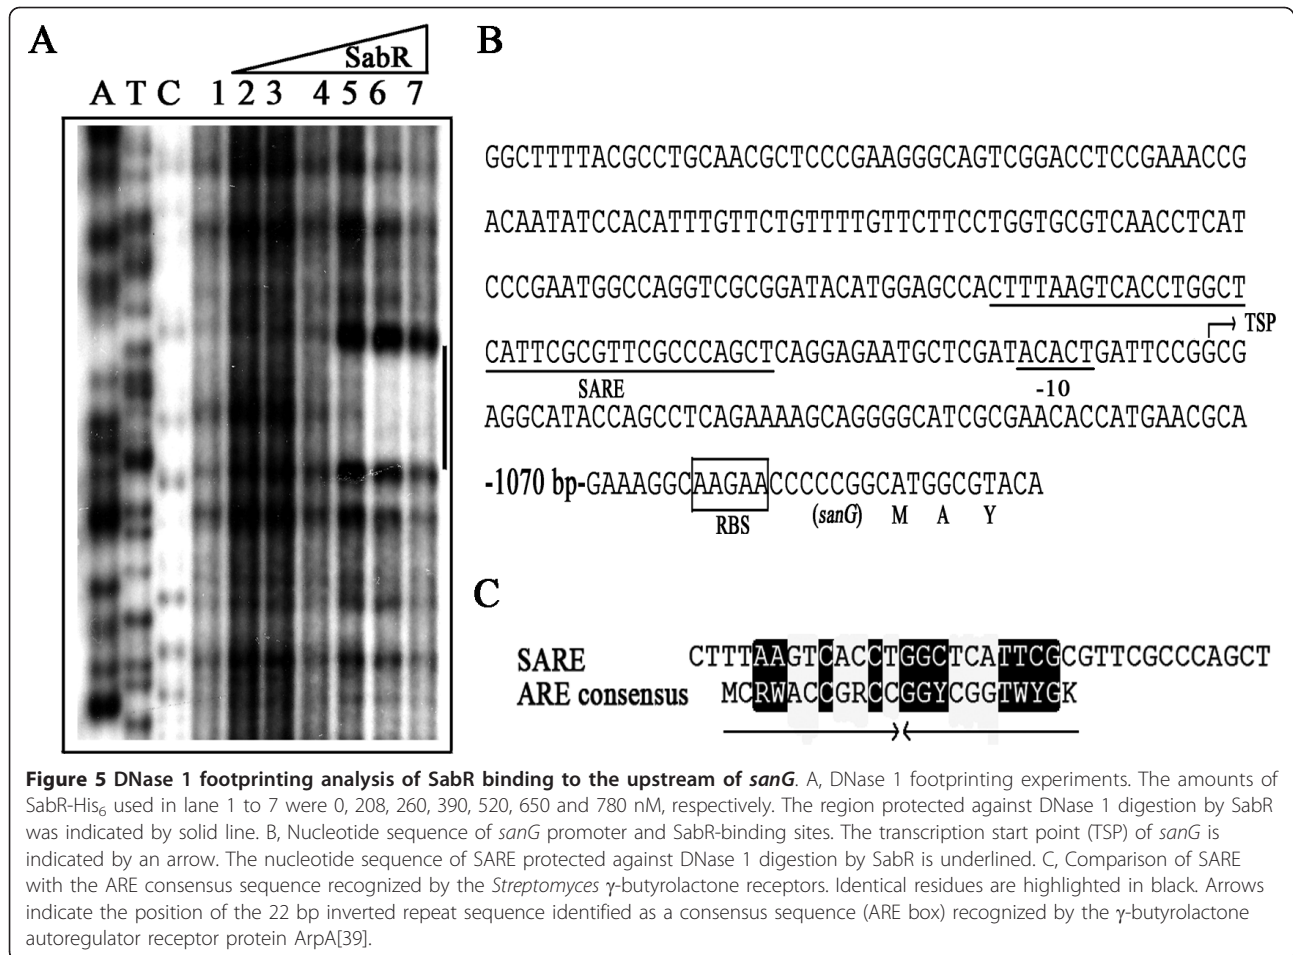 A
SabR
A T C 1 2 3 4 5 6 7
B
GGCTTTTACGCCTGCAACGCTCCCGAAGGGCAGTCGGACCTCCGAAACCG
ACAATATCCACATTTGTTCTGTTTTGTTCTTCCTGGTGCGTCAACCTCAT
CCCGAATGGCCAGGTCGCGGATACATGGAGCCACTTTAAGTCACCTGGCT
TSP
CATTCGCGTTCGCCCAGCTCAGGAGAATGCTCGATACACTGATTCCGGCG
SARE -10
AGGCATACCAGCCTCAGAAAAGCAGGGGCATCGCGAACACCATGAACGCA
-1070 bp-GAAAGGCAAGAACCCCCGGCATGGCGTACA
RBS (sanG) M A Y
C
SARE CTTTAAGTCACCTGGCTCATTCGCGTTCGCCCAGCT
ARE consensus MCRWACCGRCCGGYCGGTWYGK
Figure 5 DNase 1 footprinting analysis of SabR binding to the upstream of sanG. A, DNase 1 footprinting experiments. The amounts of
SabR-His6 used in lane 1 to 7 were 0, 208, 260, 390, 520, 650 and 780 nM, respectively. The region protected against DNase 1 digestion by SabR
was indicated by solid line. B, Nucleotide sequence of sanG promoter and SabR-binding sites. The transcription start point (TSP) of sanG is
indicated by an arrow. The nucleotide sequence of SARE protected against DNase 1 digestion by SabR is underlined. C, Comparison of SARE
with the ARE consensus sequence recognized by the Streptomyces γ-butyrolactone receptors. Identical residues are highlighted in black. Arrows
indicate the position of the 22 bp inverted repeat sequence identified as a consensus sequence (ARE box) recognized by the γ-butyrolactone
autoregulator receptor protein ArpA[39].